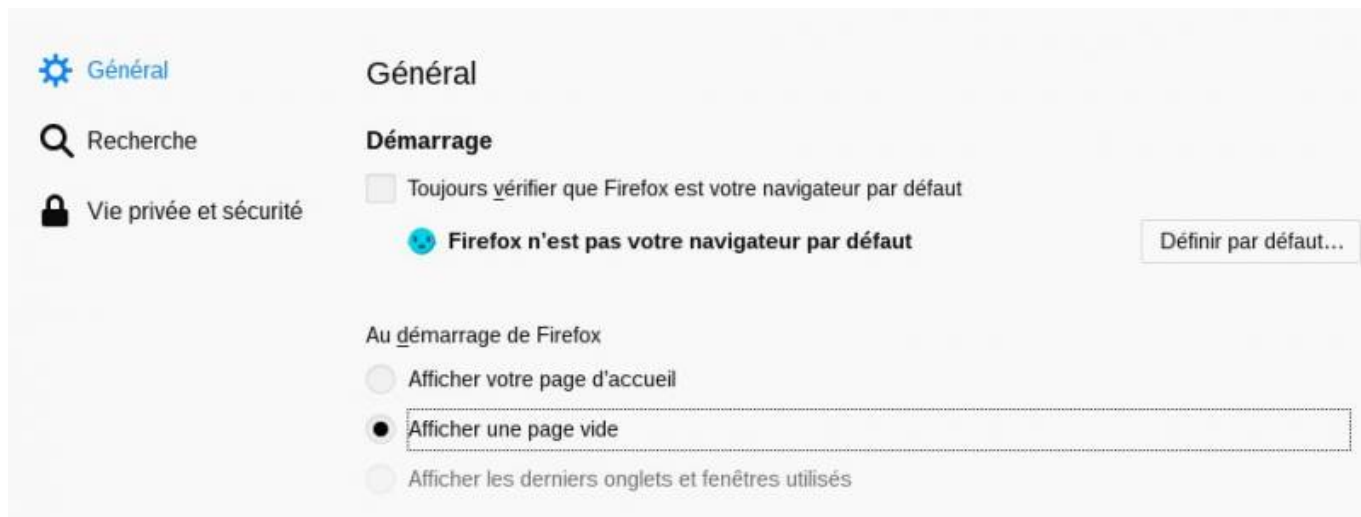 Général
Recherche
Vie privée et sécurité
Général
Démarrage
Toujours vérifier que Firefox est votre navigateur par défaut
Firefox n’est pas votre navigateur par défaut
Définir par défaut…
Au démarrage de Firefox
Afficher votre page d’accueil
Afficher une page vide
Afficher les derniers onglets et fenêtres utilisés